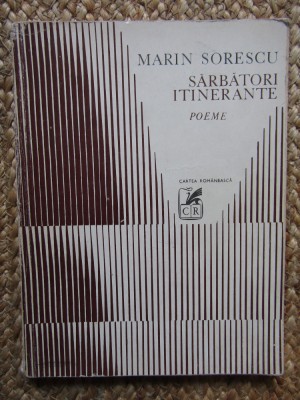 MARIN SORESCU
SĂRBĂTORI
ITINERANTE
POEME
CARTEA ROMÂNEASCĂ
CR